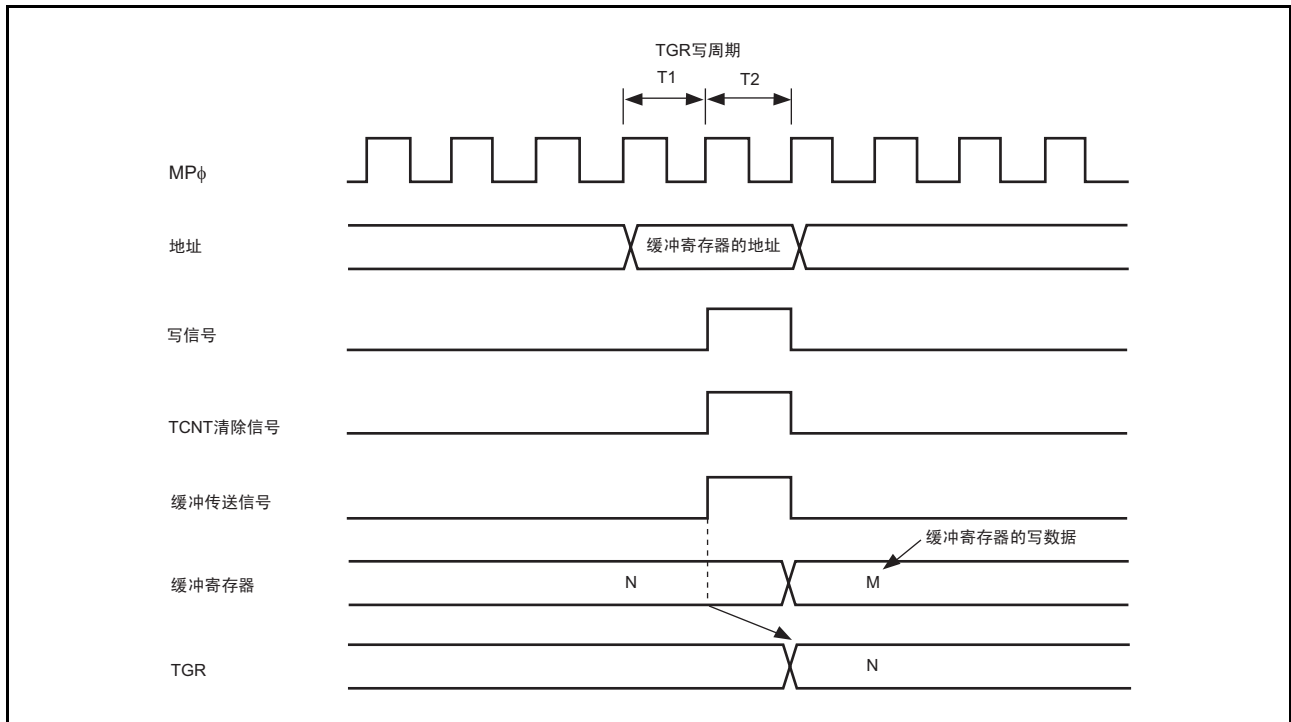 TGR写周期
T1
T2
MPϕ
地址
缓冲寄存器的地址
写信号
TCNT清除信号
缓冲传送信号
缓冲寄存器的写数据
缓冲寄存器
N
M
TGR
N